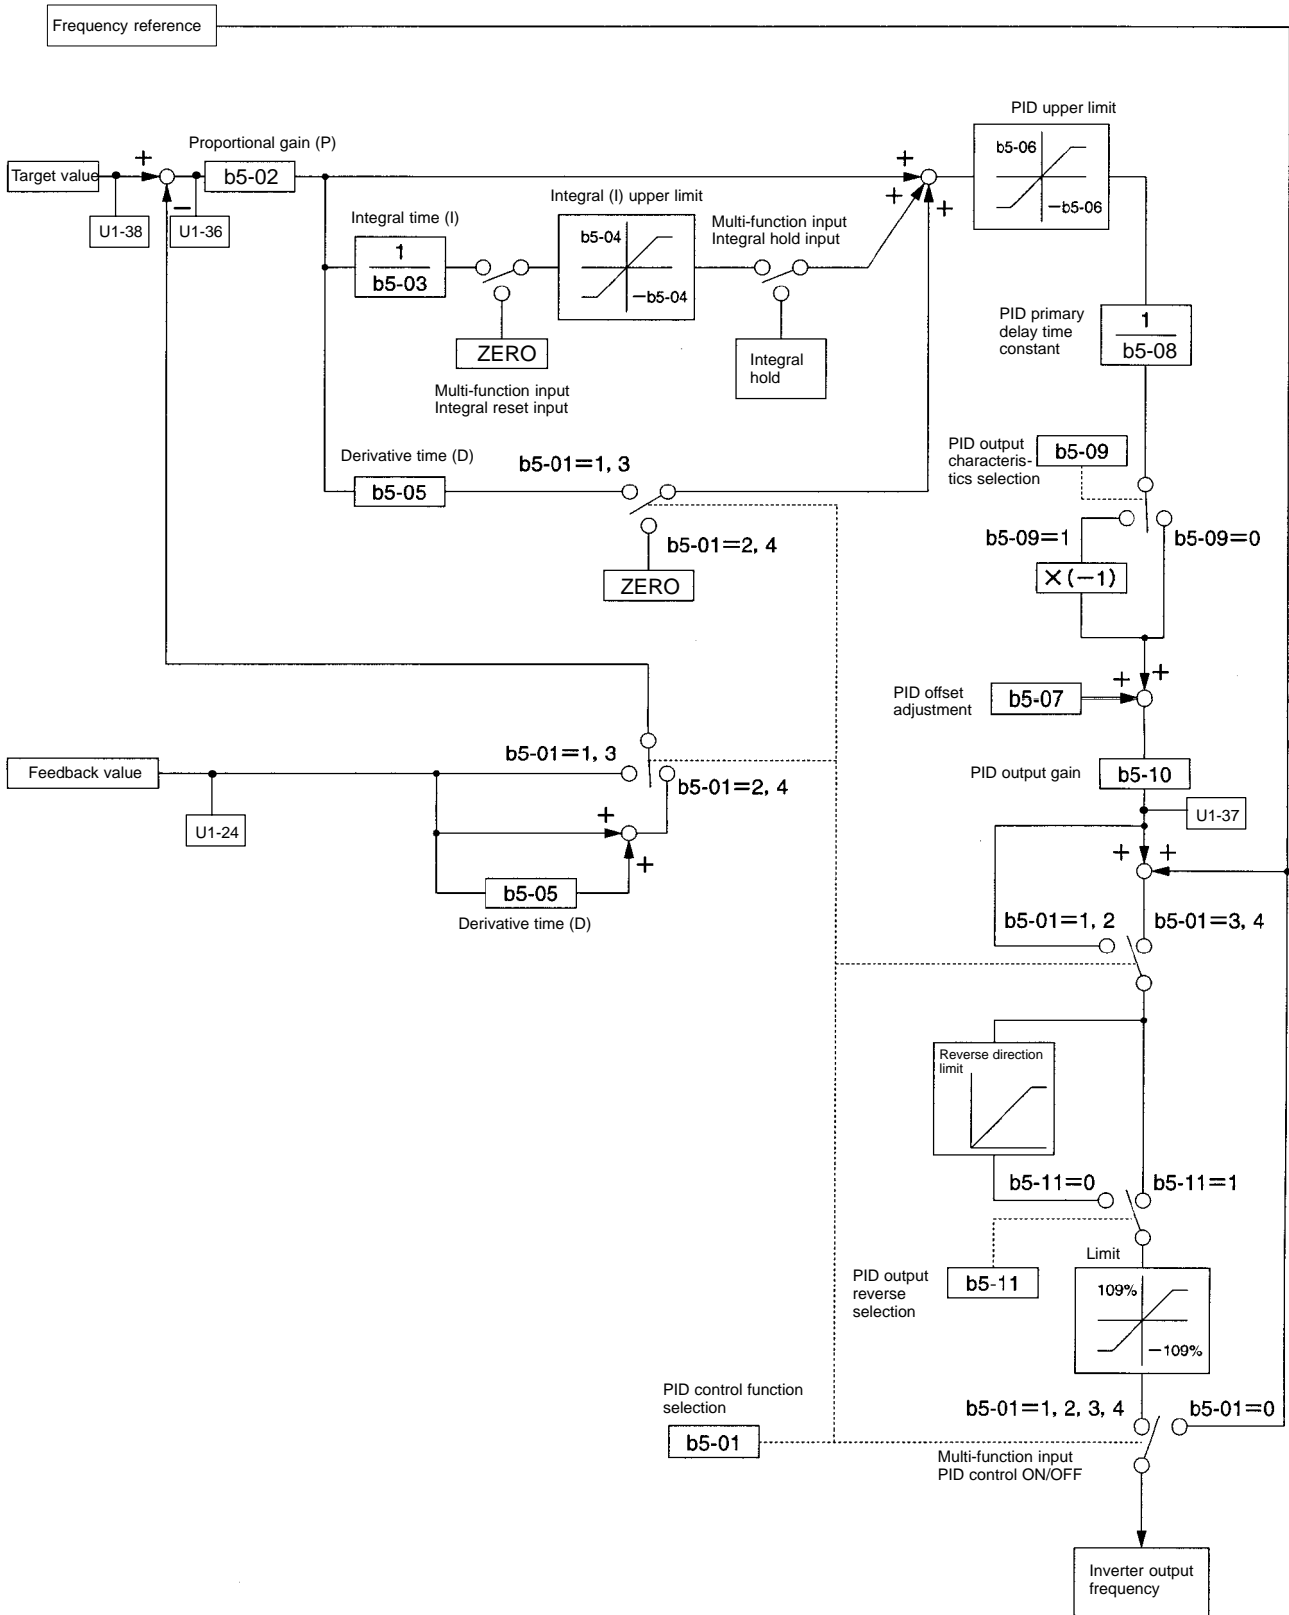 Frequency reference
PID upper limit
Proportional gain (P)
b5-06
−b5-06
Target value
+
b5-02
+
+
+
−
U1-38
U1-36
Integral (I) upper limit
Integral time (I)
Multi-function input
Integral hold input
b5-04
−b5-04
1
b5-03
PID primary
delay time
constant
1
b5-08
ZERO
Integral
hold
Multi-function input
Integral reset input
PID output
characteris-
tics selection
b5-09
Derivative time (D)
b5-01=1, 3
b5-05
b5-01=2, 4
ZERO
b5-09=1
b5-09=0
×(−1)
+
+
PID offset
adjustment
b5-07
b5-01=1, 3
b5-01=2, 4
Feedback value
PID output gain
b5-10
U1-37
U1-24
+
+
b5-05
Derivative time (D)
+
+
b5-01=1, 2
b5-01=3, 4
Reverse direction
limit
b5-11=0
b5-11=1
Limit
PID output
reverse
selection
b5-11
109%
−109%
PID control function
selection
b5-01
b5-01=1, 2, 3, 4
b5-01=0
Multi-function input
PID control ON/OFF
Inverter output
frequency